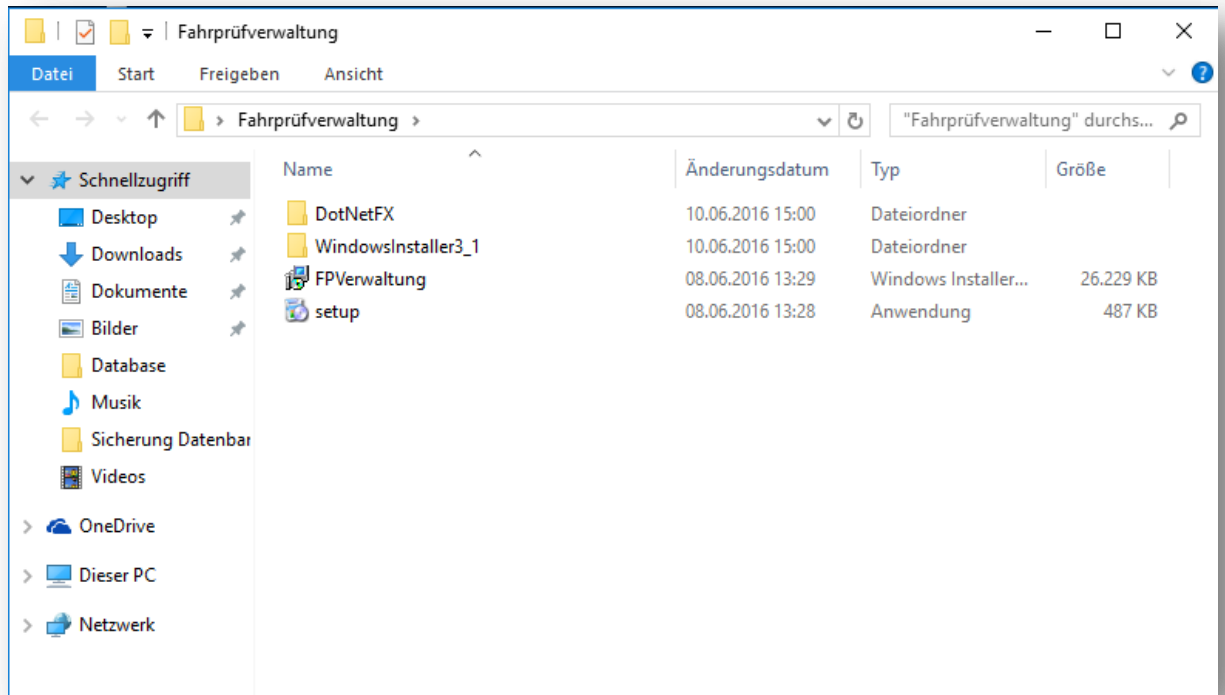 Fahrprüfverwaltung
Datei Start Freigeben Ansicht
Fahrprüfverwaltung "Fahrprüfverwaltung" durchs...
Name Änderungsdatum Typ Größe
Schnellzugriff
DotNetFX 10.06.2016 15:00 Dateiordner
Desktop
WindowsInstaller3_1 10.06.2016 15:00 Dateiordner
Downloads
FPVerwaltung 08.06.2016 13:29 Windows Installer... 26.229 KB
Dokumente
setup 08.06.2016 13:28 Anwendung 487 KB
Bilder
Database
Musik
Sicherung Datenbar
Videos
OneDrive
Dieser PC
Netzwerk